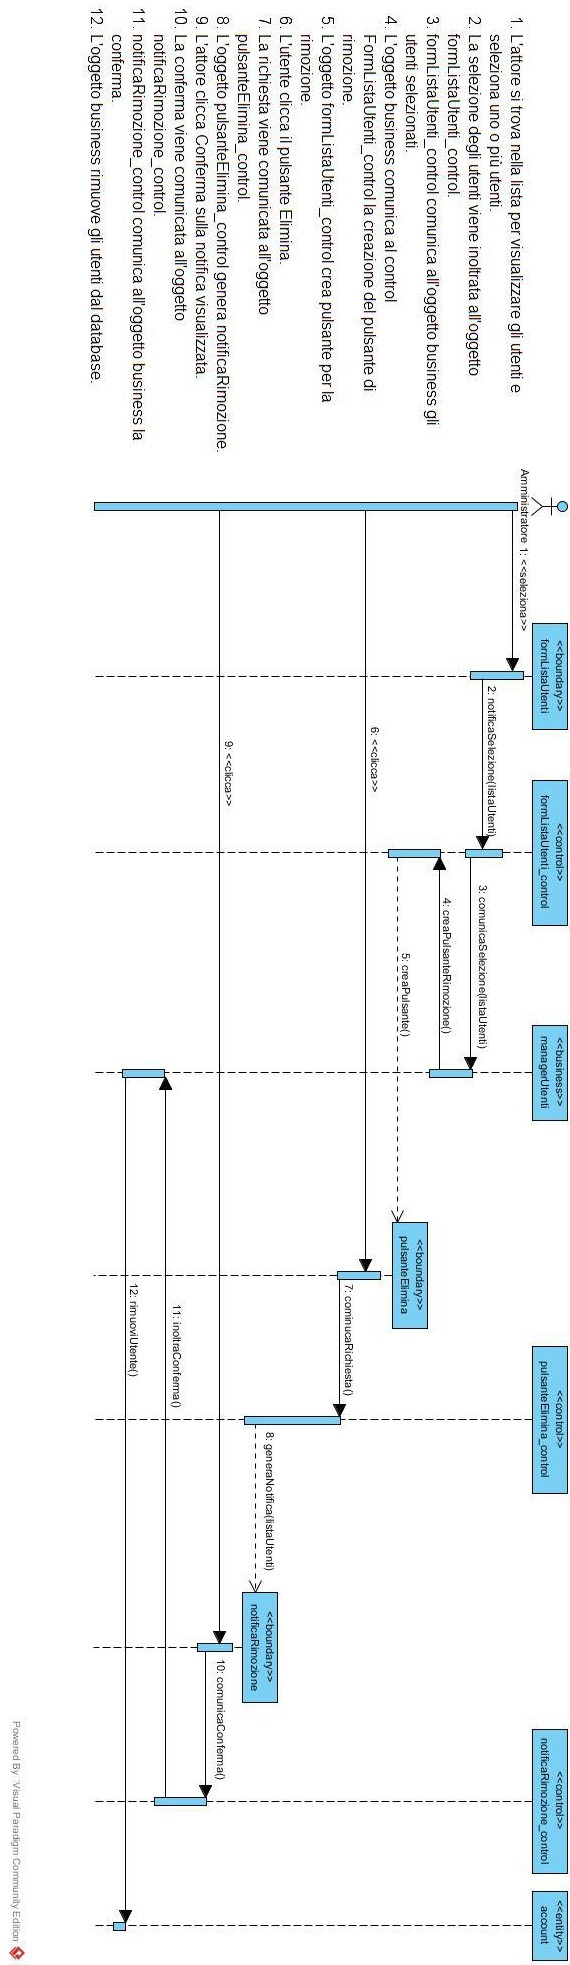 1. L'attore si trova nella lista per visualizzare gli utenti e
seleziona uno o più utenti.
2. La selezione degli utenti viene inoltrata all'oggetto
formListaUtenti_control.
3. formListaUtenti_control comunica all'oggetto business gli
utenti selezionati.
4. L'oggetto business comunica al control
FormListaUtenti_control la creazione del pulsante di
rimozione.
5. L'oggetto formListaUtenti_control crea pulsante per la
rimozione.
6. L'utente clicca il pulsante Elimina.
7. La richiesta viene comunicata all'oggetto
pulsanteElimina_control.
8. L'oggetto pulsanteElimina_control genera notificaRimozione.
9. L'attore clicca Conferma sulla notifica visualizzata.
10. La conferma viene comunicata all'oggetto
notificaRimozione_control.
11. notificaRimozione_control comunica all'oggetto business la
conferma.
12. L'oggetto business rimuove gli utenti dal database.
Amministratore
<<boundary>>
formListaUtenti
<<control>>
formListaUtenti_control
<<business>>
managerUtenti
<<control>>
pulsanteElimina_control
<<control>>
notificaRimozione_control
<<entity>>
account
1: <<seleziona>>
2: notificaSelezione(listaUtenti)
3: comunicaSelezione(listaUtenti)
4: creaPulsanteRimozione()
5: creaPulsante()
<<boundary>>
pulsanteElimina
6: <<clicca>>
7: cominucaRichiesta()
8: generaNotifica(listaUtenti)
<<boundary>>
notificaRimozione
9: <<clicca>>
10: comunicaConferma()
11: inoltraConferma()
12: rimuoviUtente()
Powered By: Visual Paradigm Community Edition